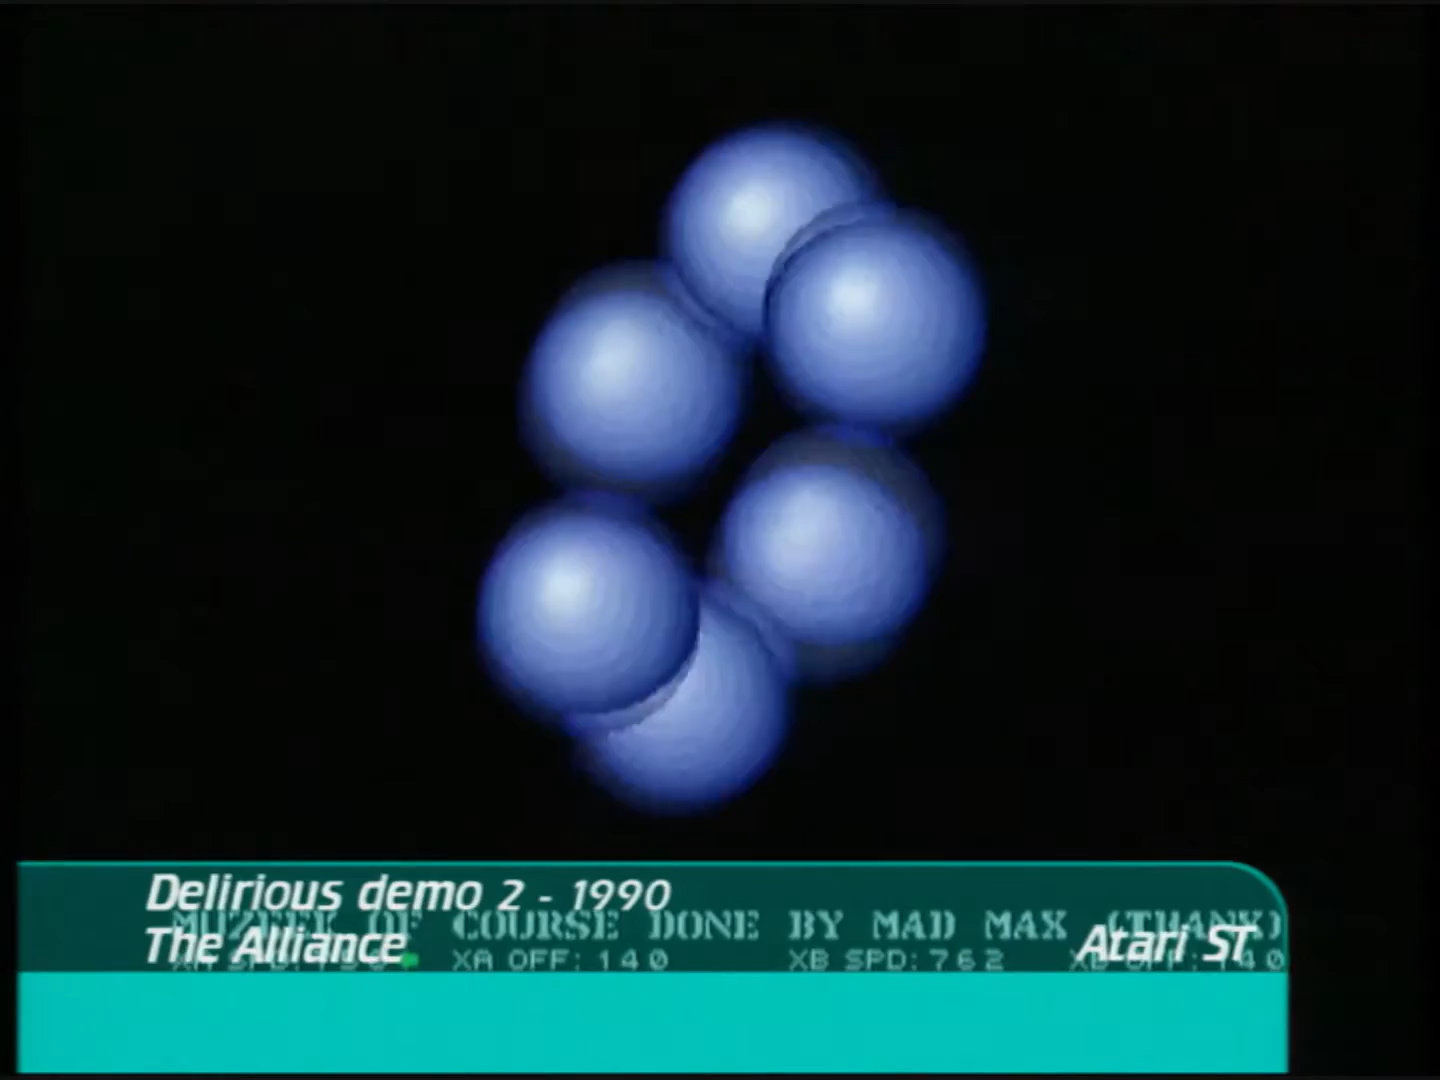 Delirious demo 2 - 1990
OF COURSE DONE BY MAD MAX (THANX)
The Alliance
Atari ST
XA OFF: 140 XB SPD: 762